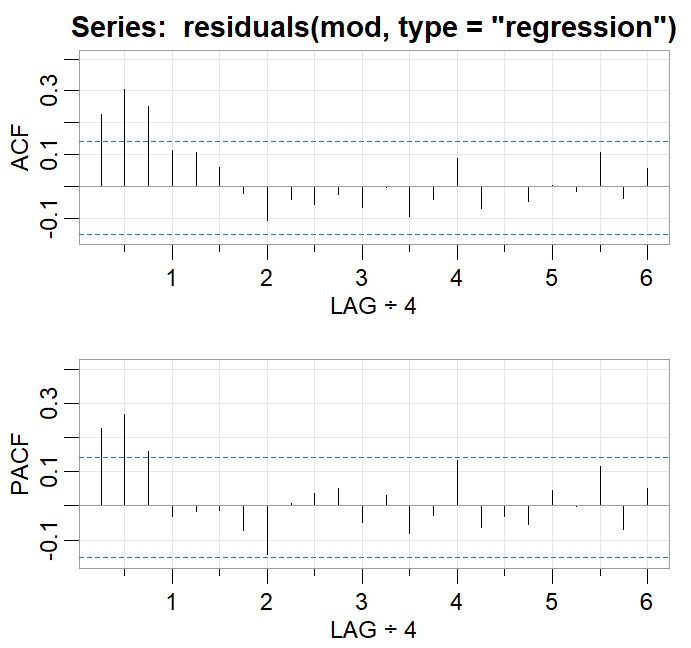 Series:  residuals(mod, type = "regression")
ACF
0.3
0.1
-0.1
1 2 3 4 5 6
LAG ÷ 4
PACF
0.3
0.1
-0.1
1 2 3 4 5 6
LAG ÷ 4